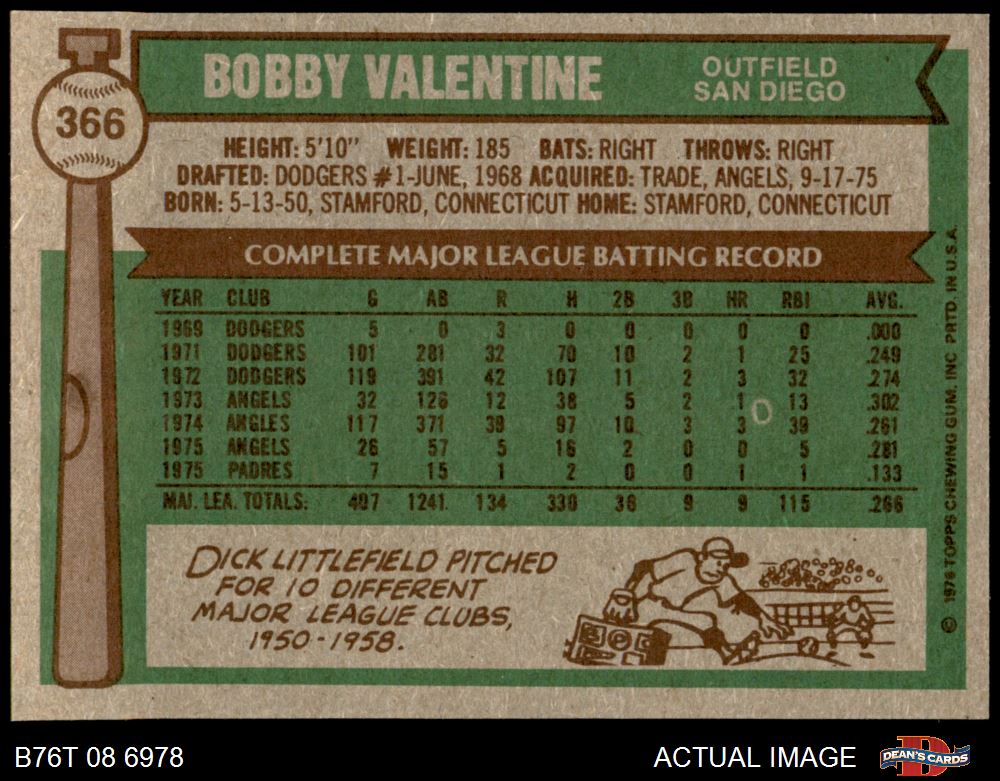 366
BOBBY VALENTINE
OUTFIELD
SAN DIEGO
HEIGHT: 5'10" WEIGHT: 185 BATS: RIGHT THROWS: RIGHT
DRAFTED: DODGERS #1-JUNE, 1968 ACQUIRED: TRADE, ANGELS, 9-17-75
BORN: 5-13-50, STAMFORD, CONNECTICUT HOME: STAMFORD, CONNECTICUT
COMPLETE MAJOR LEAGUE BATTING RECORD
YEAR CLUB G AB R H 2B 3B HR RBI AVG.
1969 DODGERS 5 0 3 0 0 0 0 0 .000
1971 DODGERS 101 281 32 70 10 2 1 25 .249
1972 DODGERS 119 391 42 107 11 2 3 32 .274
1973 ANGELS 32 126 12 38 5 2 1 13 .302
1974 ANGLES 117 371 39 97 10 3 3 39 .261
1975 ANGELS 26 57 5 16 2 0 0 5 .281
1975 PADRES 7 15 1 2 0 0 1 1 .133
MAJ. LEA. TOTALS: 407 1241 134 330 38 9 9 115 .266
DICK LITTLEFIELD PITCHED
FOR 10 DIFFERENT
MAJOR LEAGUE CLUBS,
1950-1958.
© 1976 TOPPS CHEWING GUM, INC PRTD. IN U.S.A.
B76T 08 6978
ACTUAL IMAGE
DEAN'S CARDS